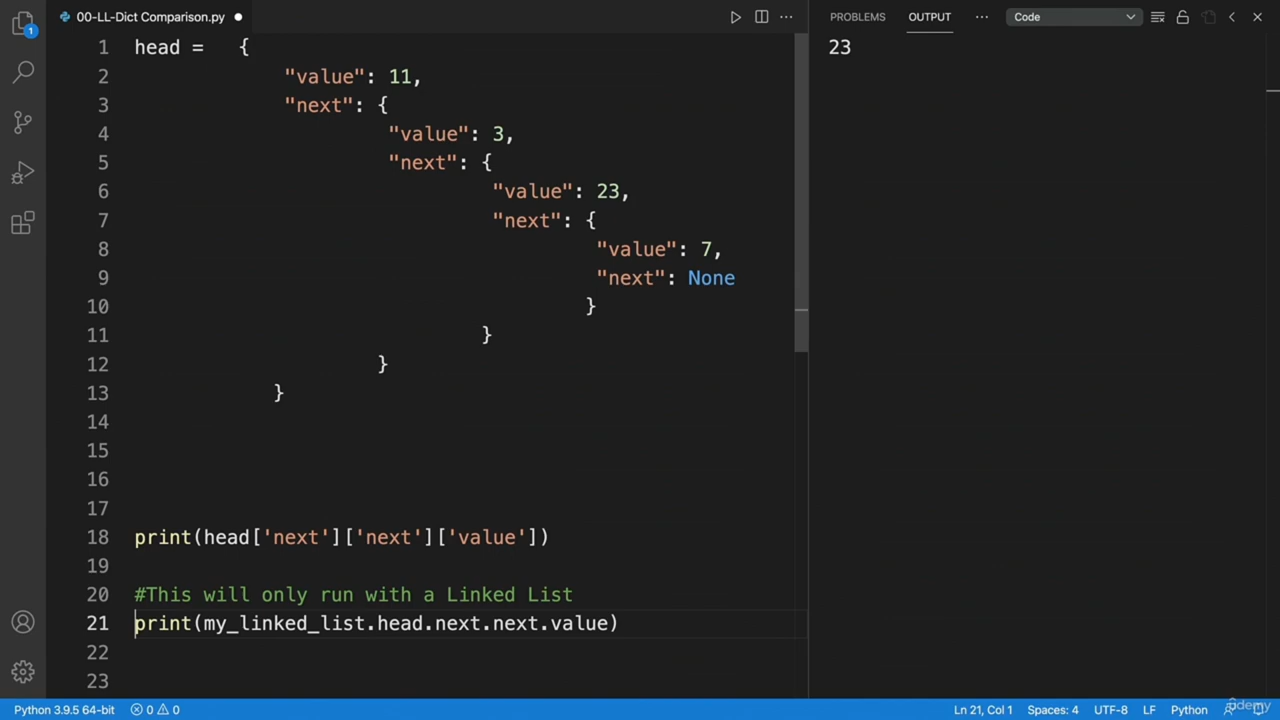 00-LL-Dict Comparison.py
PROBLEMS OUTPUT Code
1 head = {
2 "value": 11,
3 "next": {
4 "value": 3,
5 "next": {
6 "value": 23,
7 "next": {
8 "value": 7,
9 "next": None
10 }
11 }
12 }
13 }
14
15
16
17
18 print(head['next']['next']['value'])
19
20 #This will only run with a Linked List
21 print(my_linked_list.head.next.next.value)
22
23
23
1
Python 3.9.5 64-bit 0 0 Ln 21, Col 1 Spaces: 4 UTF-8 LF Python
udemy